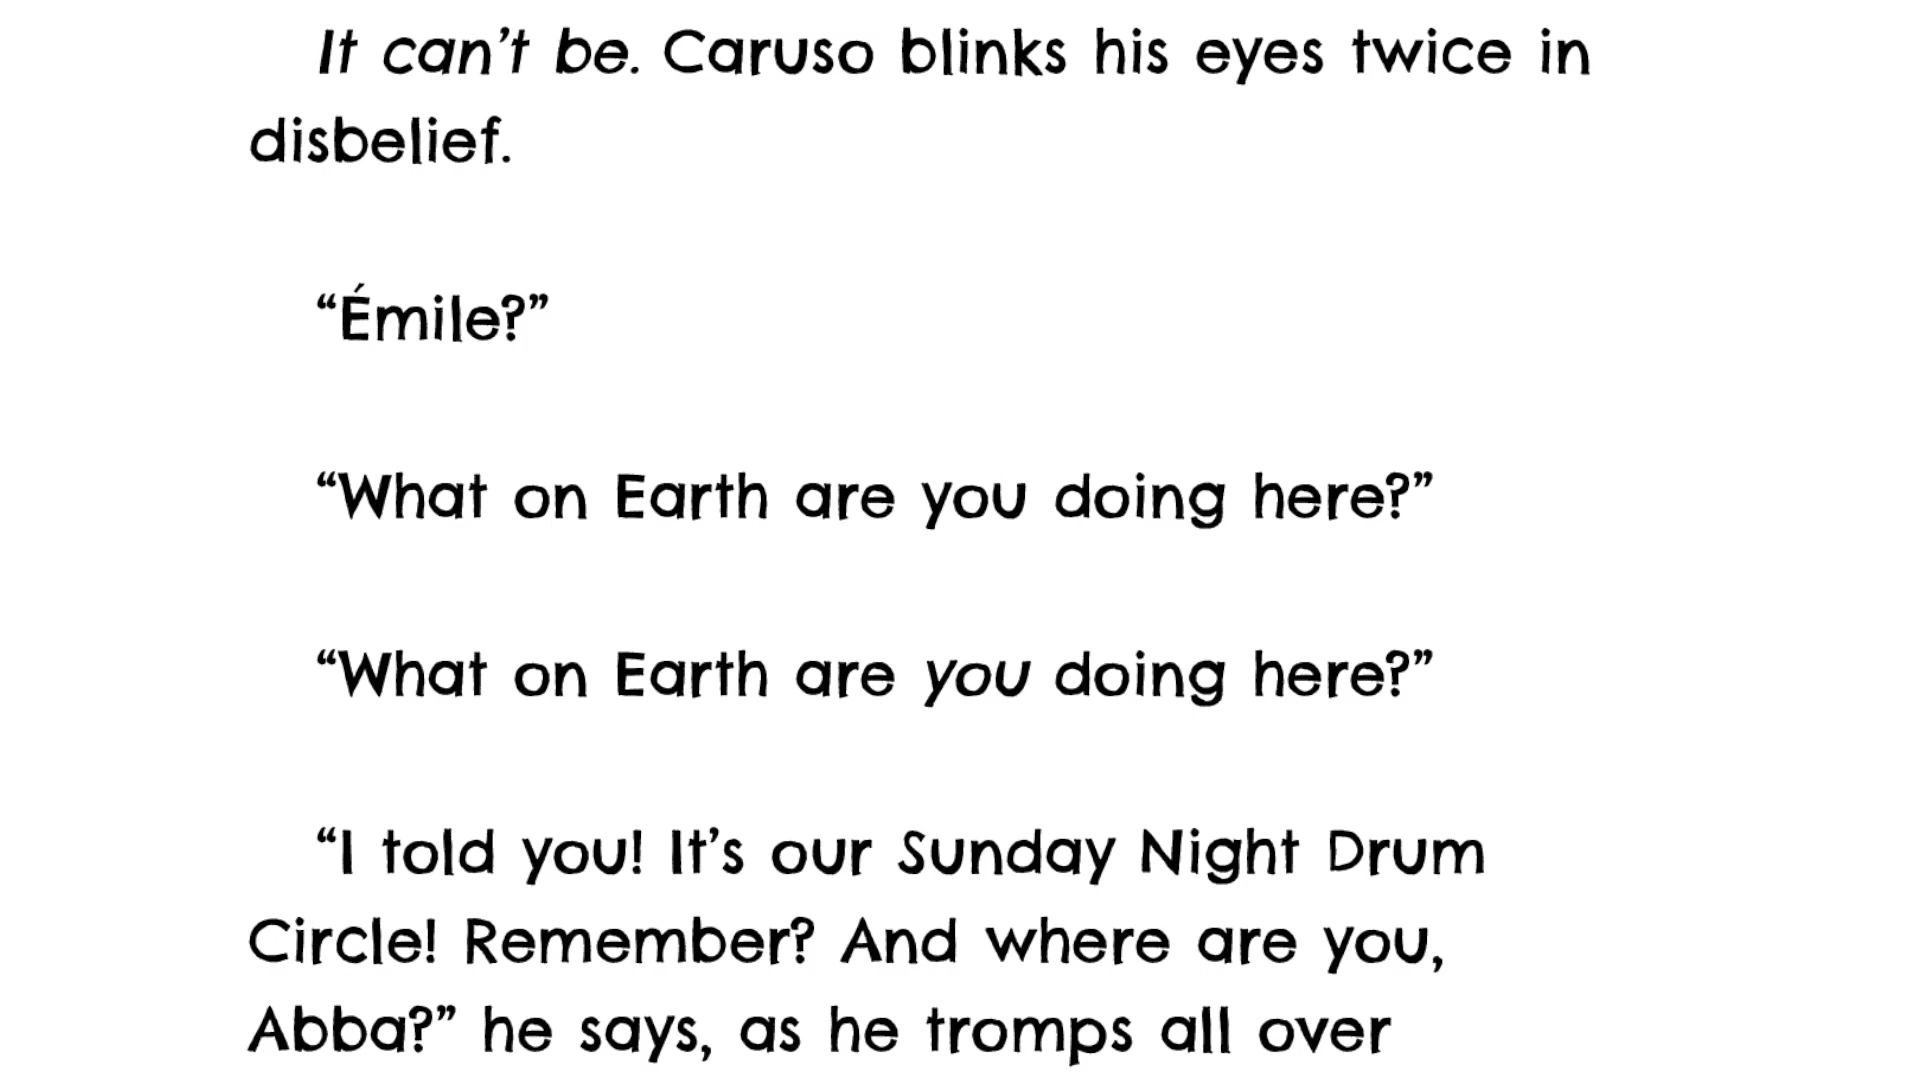 It can’t be. Caruso blinks his eyes twice in
disbelief.
“Émile?”
“What on Earth are you doing here?”
“What on Earth are you doing here?”
“I told you! It’s our Sunday Night Drum
Circle! Remember? And where are you,
Abba?” he says, as he tromps all over